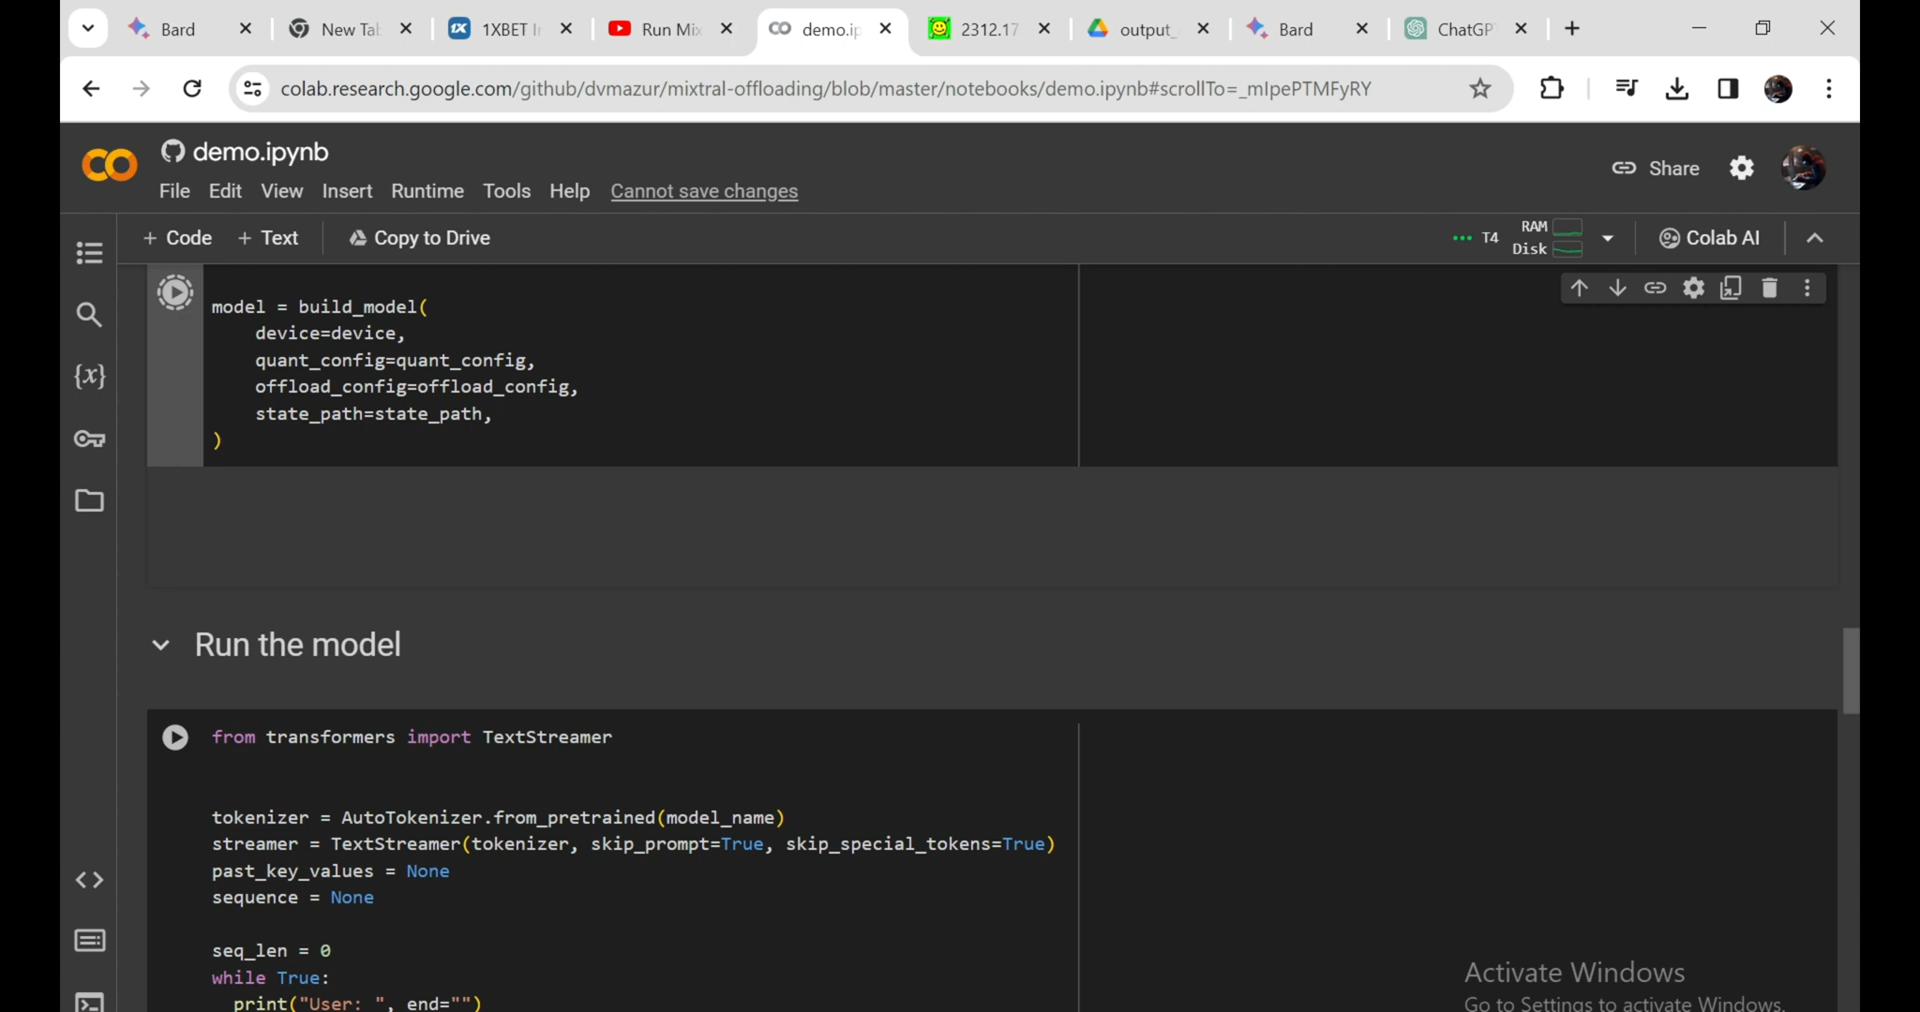 Bard
New Tab
1XBET I
Run Mix
demo.ip
2312.17
output_
Bard
ChatGP
colab.research.google.com/github/dvmazur/mixtral-offloading/blob/master/notebooks/demo.ipynb#scrollTo=_mIpePTMFyRY
CO
demo.ipynb
Share
File Edit View Insert Runtime Tools Help Cannot save changes
+ Code + Text Copy to Drive
T4
RAM
Disk
Colab AI
{x}
model = build_model(
device=device,
quant_config=quant_config,
offload_config=offload_config,
state_path=state_path,
)
Run the model
from transformers import TextStreamer
tokenizer = AutoTokenizer.from_pretrained(model_name)
streamer = TextStreamer(tokenizer, skip_prompt=True, skip_special_tokens=True)
past_key_values = None
sequence = None
seq_len = 0
while True:
print("User: ", end="")
Activate Windows
Go to Settings to activate Windows.